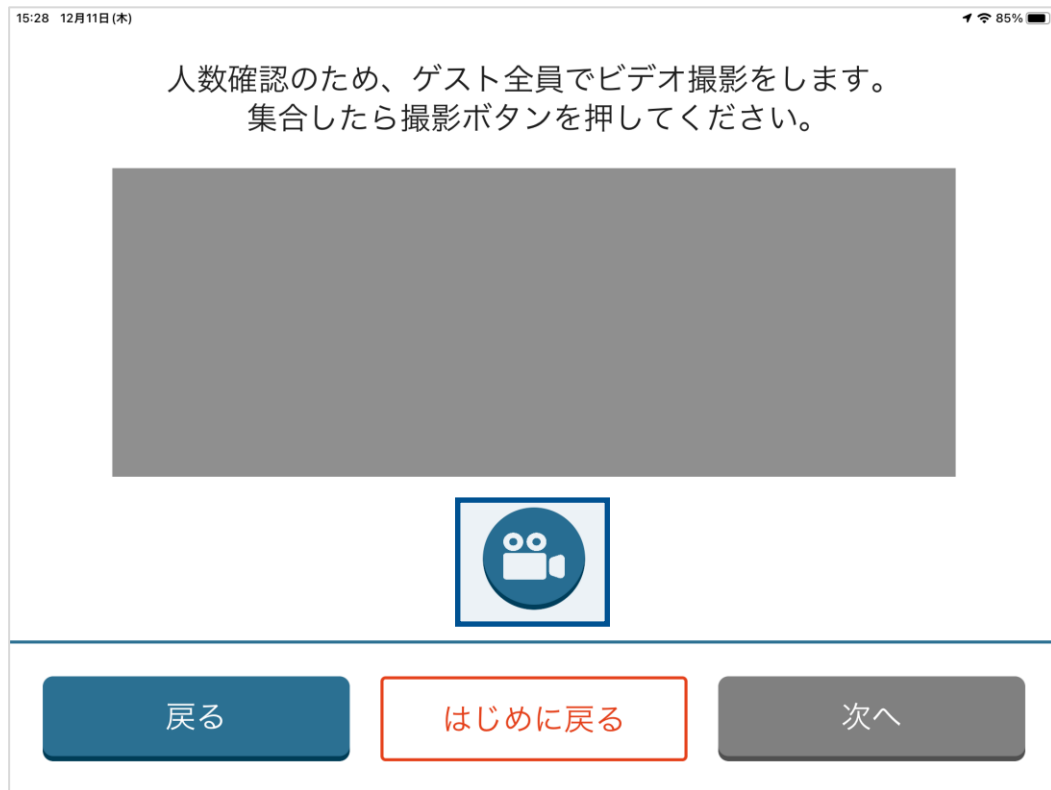 15:28 12月11日(木) 85%
人数確認のため、ゲスト全員でビデオ撮影をします。
集合したら撮影ボタンを押してください。
戻る はじめに戻る 次へ